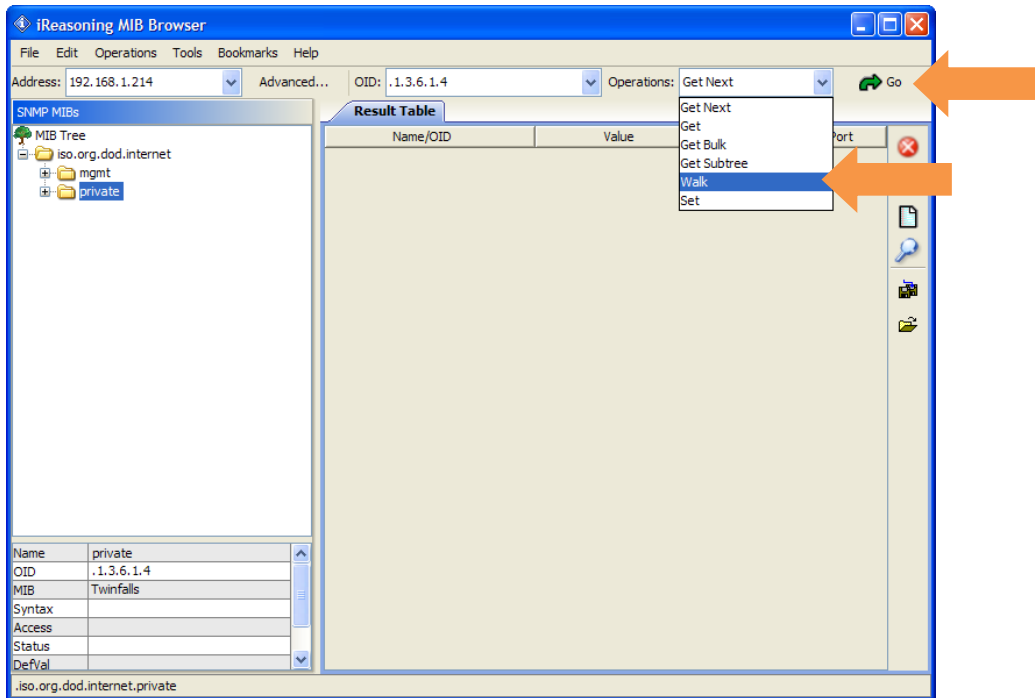 iReasoning MIB Browser
File Edit Operations Tools Bookmarks Help
Address: 192.168.1.214 Advanced... OID: .1.3.6.1.4 Operations: Get Next Go
SNMP MIBs
MIB Tree
iso.org.dod.internet
mgmt
private
Result Table
Name/OID Value Port
Get Next
Get
Get Bulk
Get Subtree
Walk
Set
Name private
OID .1.3.6.1.4
MIB Twinfalls
Syntax
Access
Status
DefVal
.iso.org.dod.internet.private